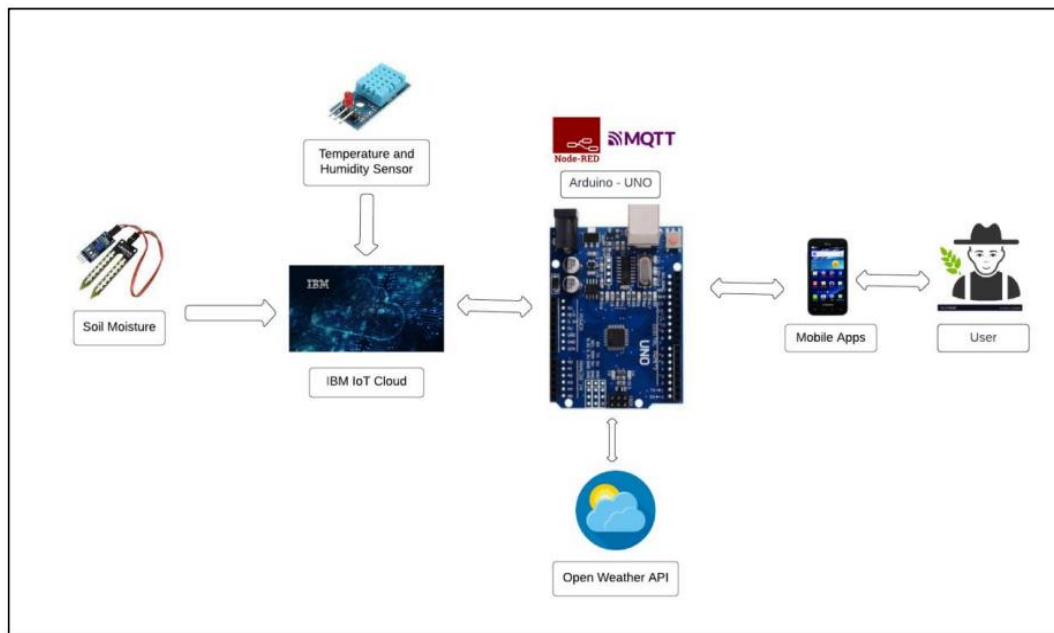 Temperature and
Humidity Sensor
Node-RED
MQTT
Arduino - UNO
Soil Moisture
IBM
IBM IoT Cloud
UNO
Mobile Apps
User
Open Weather API